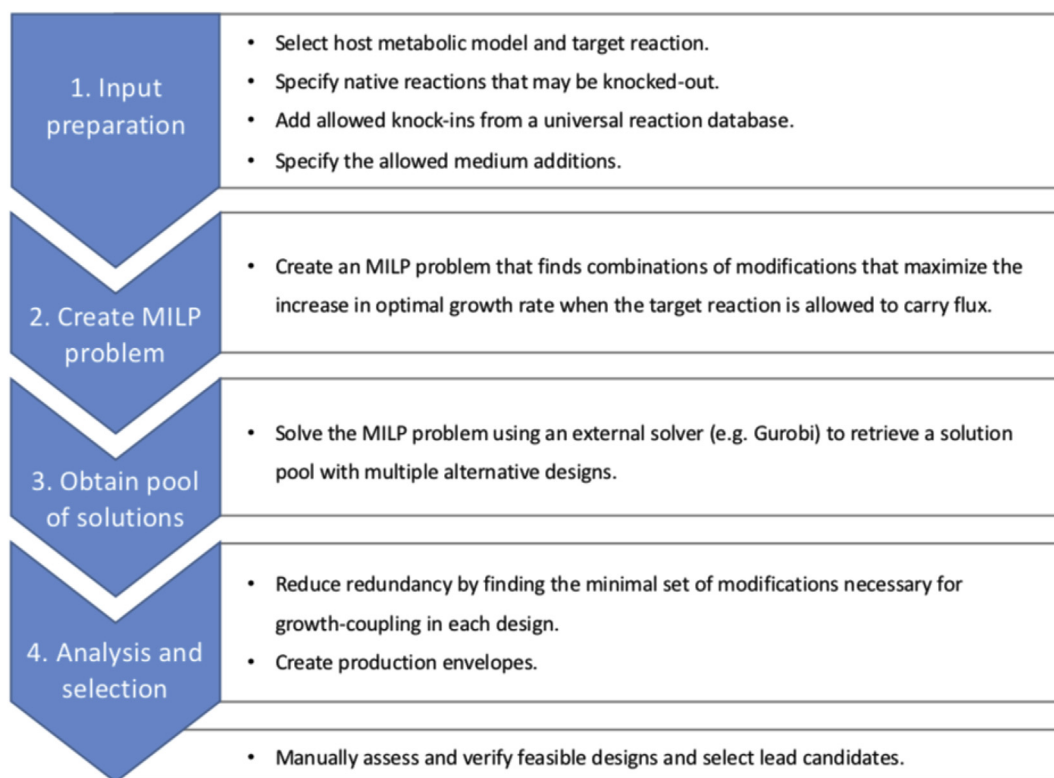 1. Input
preparation
• Select host metabolic model and target reaction.
• Specify native reactions that may be knocked-out.
• Add allowed knock-ins from a universal reaction database.
• Specify the allowed medium additions.
2. Create MILP
problem
• Create an MILP problem that finds combinations of modifications that maximize the
increase in optimal growth rate when the target reaction is allowed to carry flux.
3. Obtain pool
of solutions
• Solve the MILP problem using an external solver (e.g. Gurobi) to retrieve a solution
pool with multiple alternative designs.
4. Analysis and
selection
• Reduce redundancy by finding the minimal set of modifications necessary for
growth-coupling in each design.
• Create production envelopes.
• Manually assess and verify feasible designs and select lead candidates.